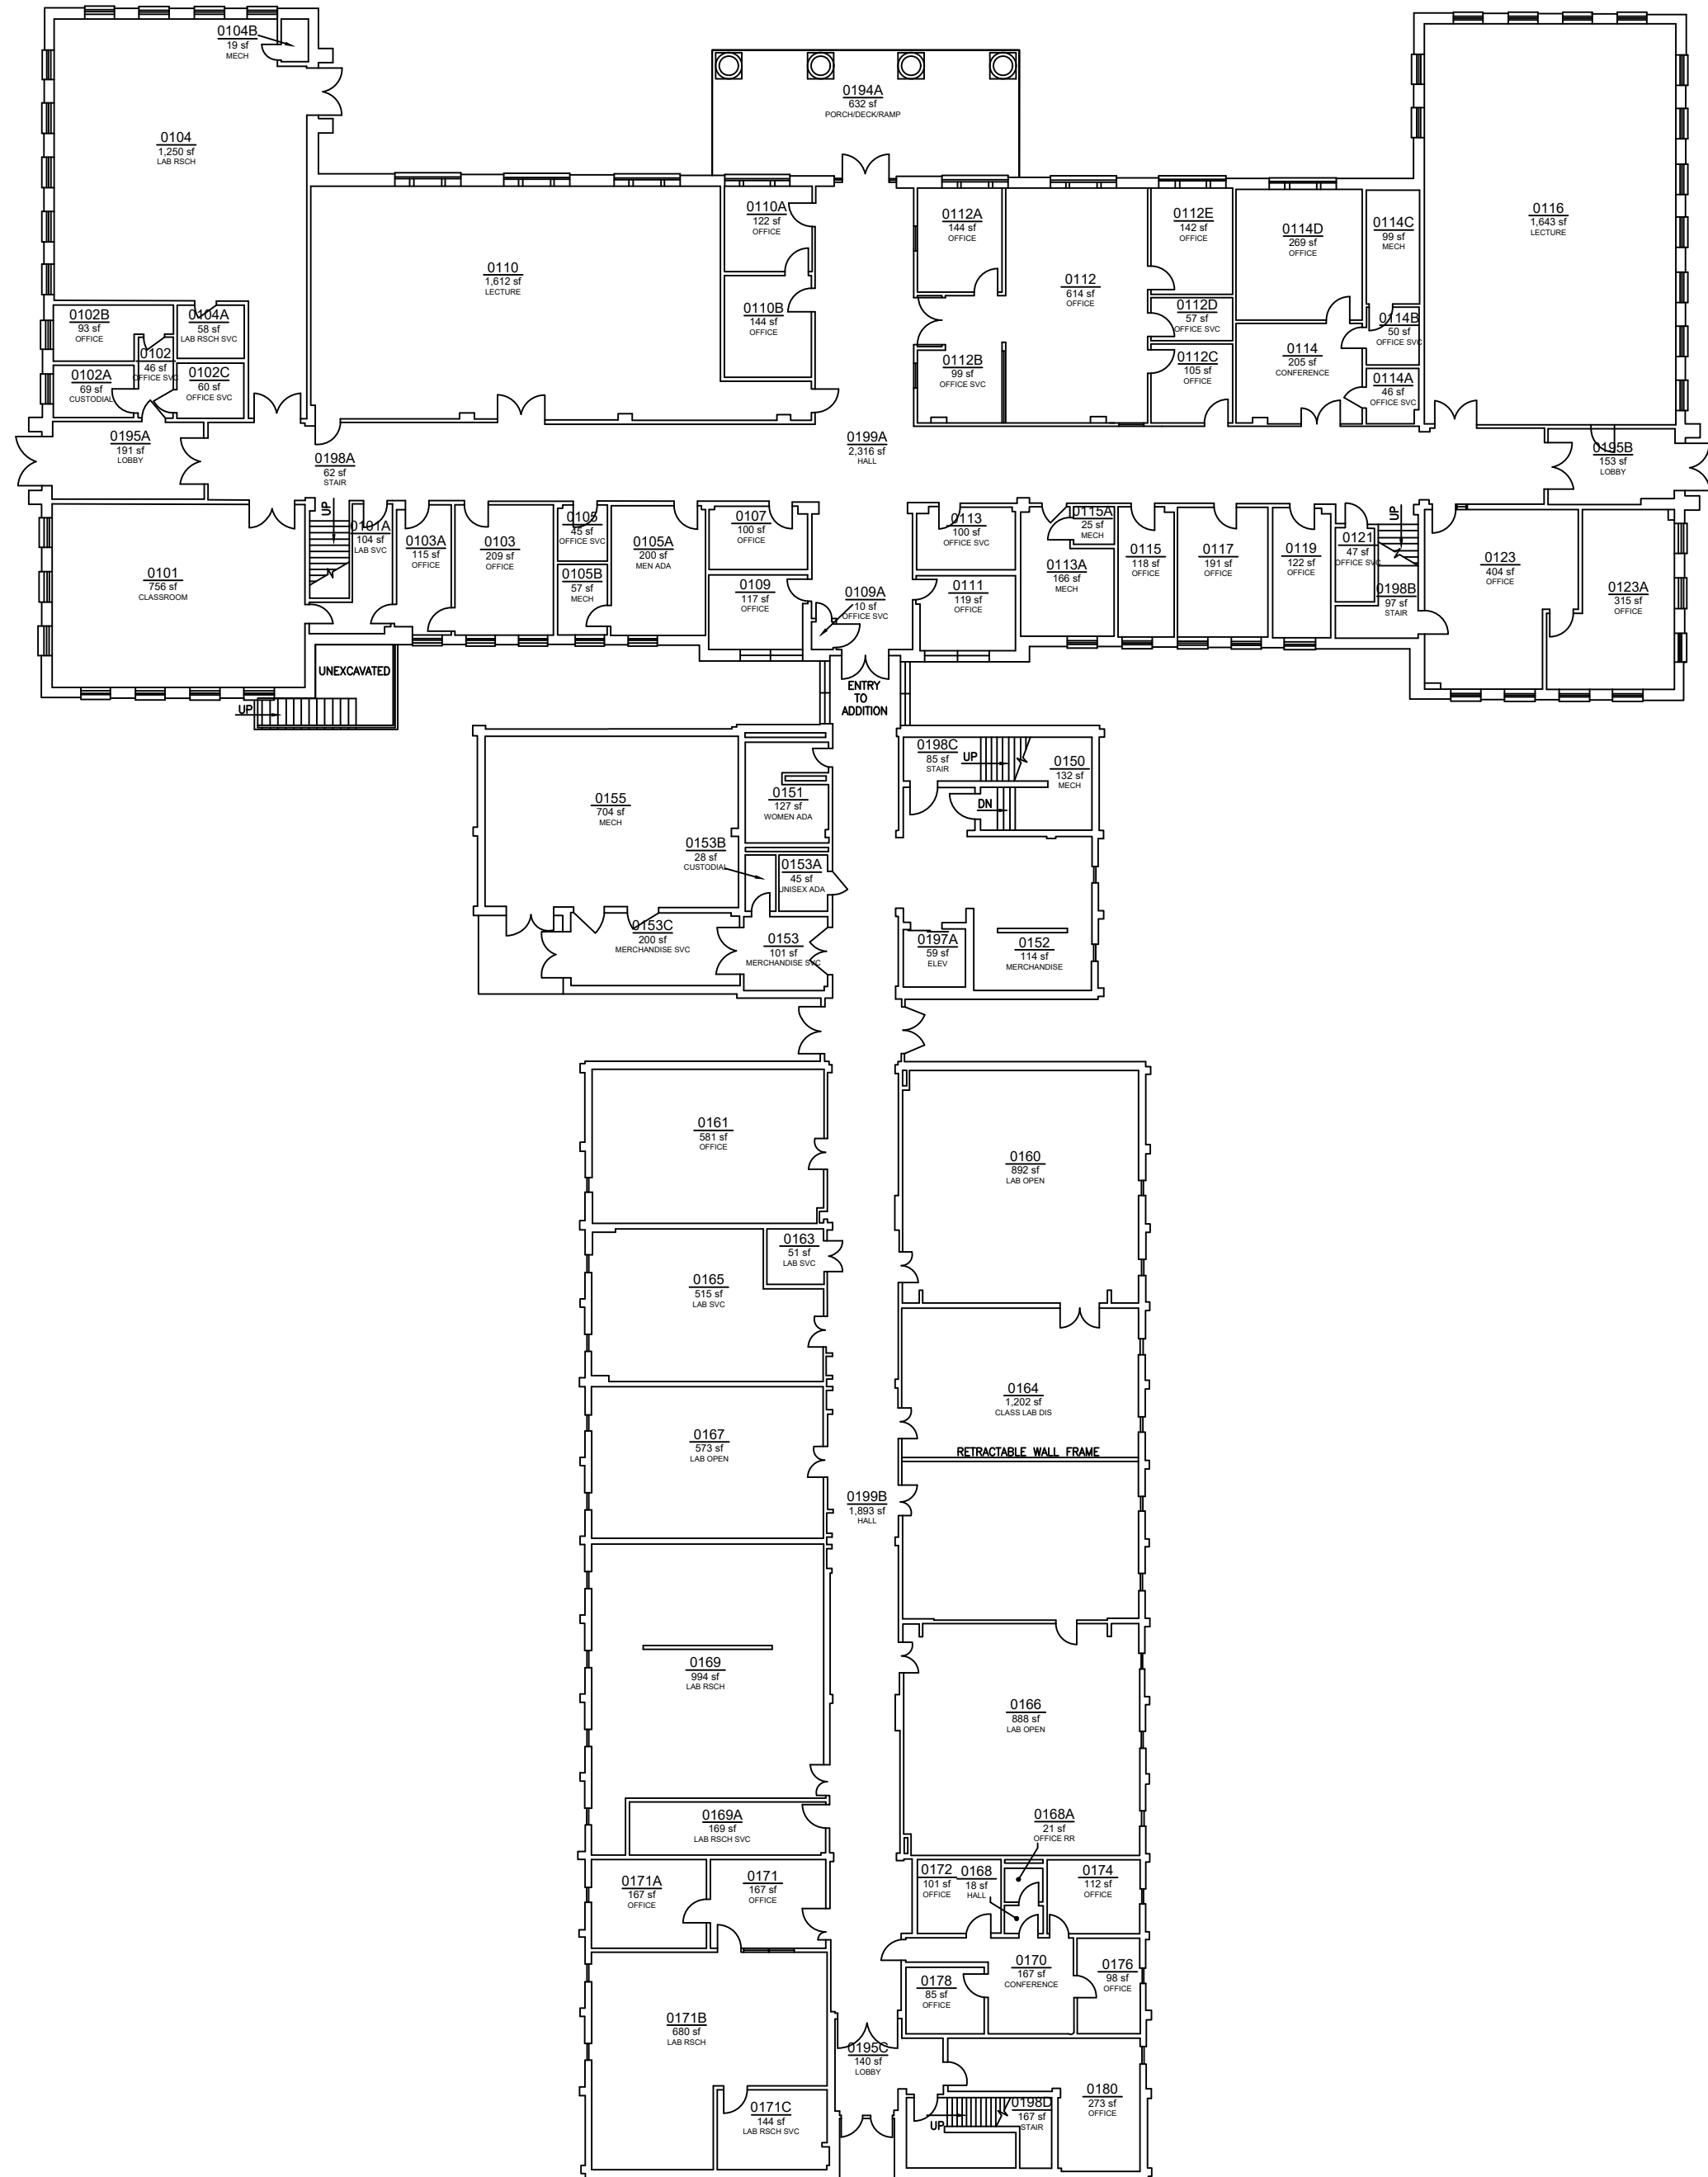 0104B
19 sf
MECH
0104
1,250 sf
LAB RSCH
0194A
632 sf
PORCH/DECK/RAMP
0110A
122 sf
OFFICE
0110
1,612 sf
LECTURE
0110B
144 sf
OFFICE
0112A
144 sf
OFFICE
0112
614 sf
OFFICE
0112E
142 sf
OFFICE
0112D
57 sf
OFFICE SVC
0112B
99 sf
OFFICE SVC
0112C
105 sf
OFFICE
0114D
269 sf
OFFICE
0114C
99 sf
MECH
0114B
50 sf
OFFICE SVC
0114
205 sf
CONFERENCE
0114A
46 sf
OFFICE SVC
0116
1,643 sf
LECTURE
0102B
93 sf
OFFICE
0104A
58 sf
LAB RSCH SVC
0102
46 sf
OFFICE SVC
0102A
69 sf
CUSTODIAL
0102C
60 sf
OFFICE SVC
0195A
191 sf
LOBBY
0198A
62 sf
STAIR
0199A
2,316 sf
HALL
0195B
153 sf
LOBBY
0101
756 sf
CLASSROOM
UP
0101A
104 sf
LAB SVC
0103A
115 sf
OFFICE
0103
209 sf
OFFICE
0105
45 sf
OFFICE SVC
0105B
57 sf
MECH
0105A
200 sf
MEN ADA
0107
100 sf
OFFICE
0109
117 sf
OFFICE
0109A
10 sf
OFFICE SVC
0113
100 sf
OFFICE SVC
0111
119 sf
OFFICE
0113A
166 sf
MECH
0115A
25 sf
MECH
0115
118 sf
OFFICE
0117
191 sf
OFFICE
0119
122 sf
OFFICE
0121
47 sf
OFFICE SVC
UP
0198B
97 sf
STAIR
0123
404 sf
OFFICE
0123A
315 sf
OFFICE
UNEXCAVATED
UP
ENTRY
TO
ADDITION
0155
704 sf
MECH
0151
127 sf
WOMEN ADA
0153B
28 sf
CUSTODIAL
0153A
45 sf
UNISEX ADA
0153C
200 sf
MERCHANDISE SVC
0153
101 sf
MERCHANDISE SVC
0198C
85 sf
STAIR
UP
0150
132 sf
MECH
DN
0197A
59 sf
ELEV
0152
114 sf
MERCHANDISE
0161
581 sf
OFFICE
0160
892 sf
LAB OPEN
0163
51 sf
LAB SVC
0165
515 sf
LAB SVC
0164
1,202 sf
CLASS LAB DIS
RETRACTABLE WALL FRAME
0167
573 sf
LAB OPEN
0199B
1,893 sf
HALL
0169
994 sf
LAB RSCH
0166
888 sf
LAB OPEN
0169A
169 sf
LAB RSCH SVC
0168A
21 sf
OFFICE RR
0171A
167 sf
OFFICE
0171
167 sf
OFFICE
0172
101 sf
OFFICE
0168
18 sf
HALL
0174
112 sf
OFFICE
0170
167 sf
CONFERENCE
0176
98 sf
OFFICE
0178
85 sf
OFFICE
0171B
680 sf
LAB RSCH
0195C
140 sf
LOBBY
0171C
144 sf
LAB RSCH SVC
UP
0198D
167 sf
STAIR
0180
273 sf
OFFICE